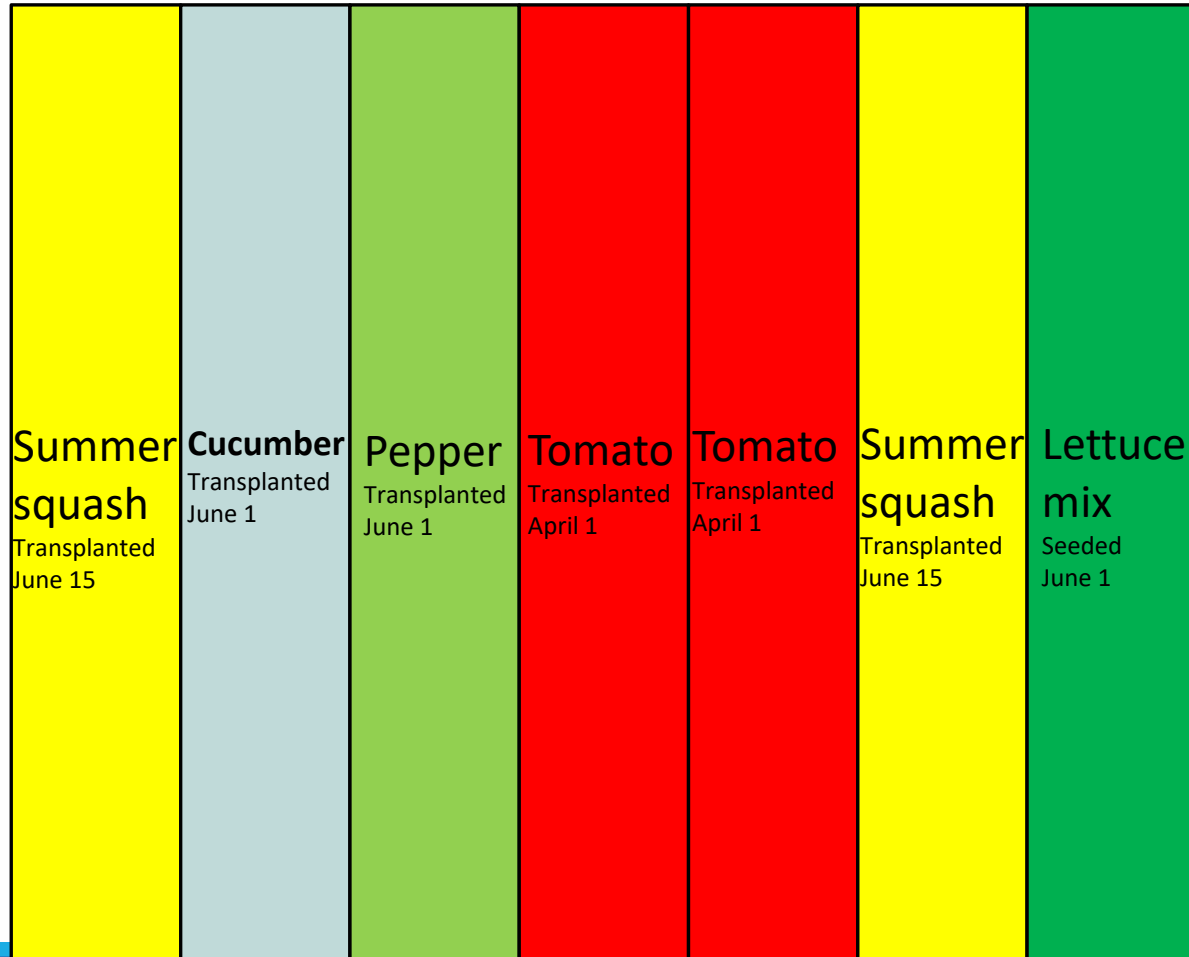 Summer
squash
Transplanted
June 15
Cucumber
Transplanted
June 1
Pepper
Transplanted
June 1
Tomato
Transplanted
April 1
Tomato
Transplanted
April 1
Summer
squash
Transplanted
June 15
Lettuce
mix
Seeded
June 1